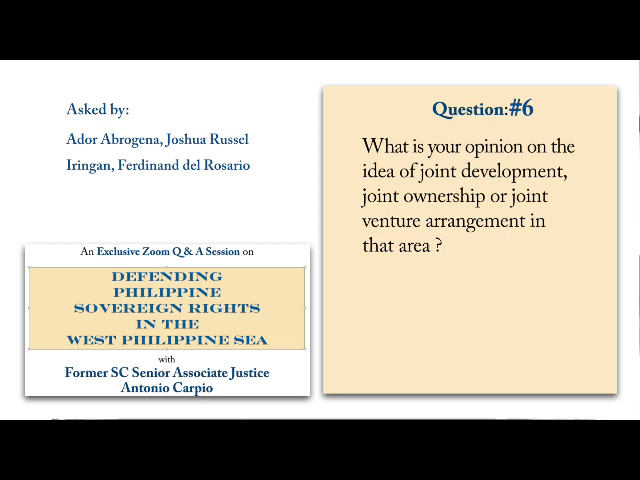 Asked by:
Ador Abrogena, Joshua Russel
Iringan, Ferdinand del Rosario
An Exclusive Zoom Q & A Session on
DEFENDING
PHILIPPINE
SOVEREIGN RIGHTS
IN THE
WEST PHILIPPINE SEA
with
Former SC Senior Associate Justice
Antonio Carpio
Question:#6
What is your opinion on the
idea of joint development,
joint ownership or joint
venture arrangement in
that area ?